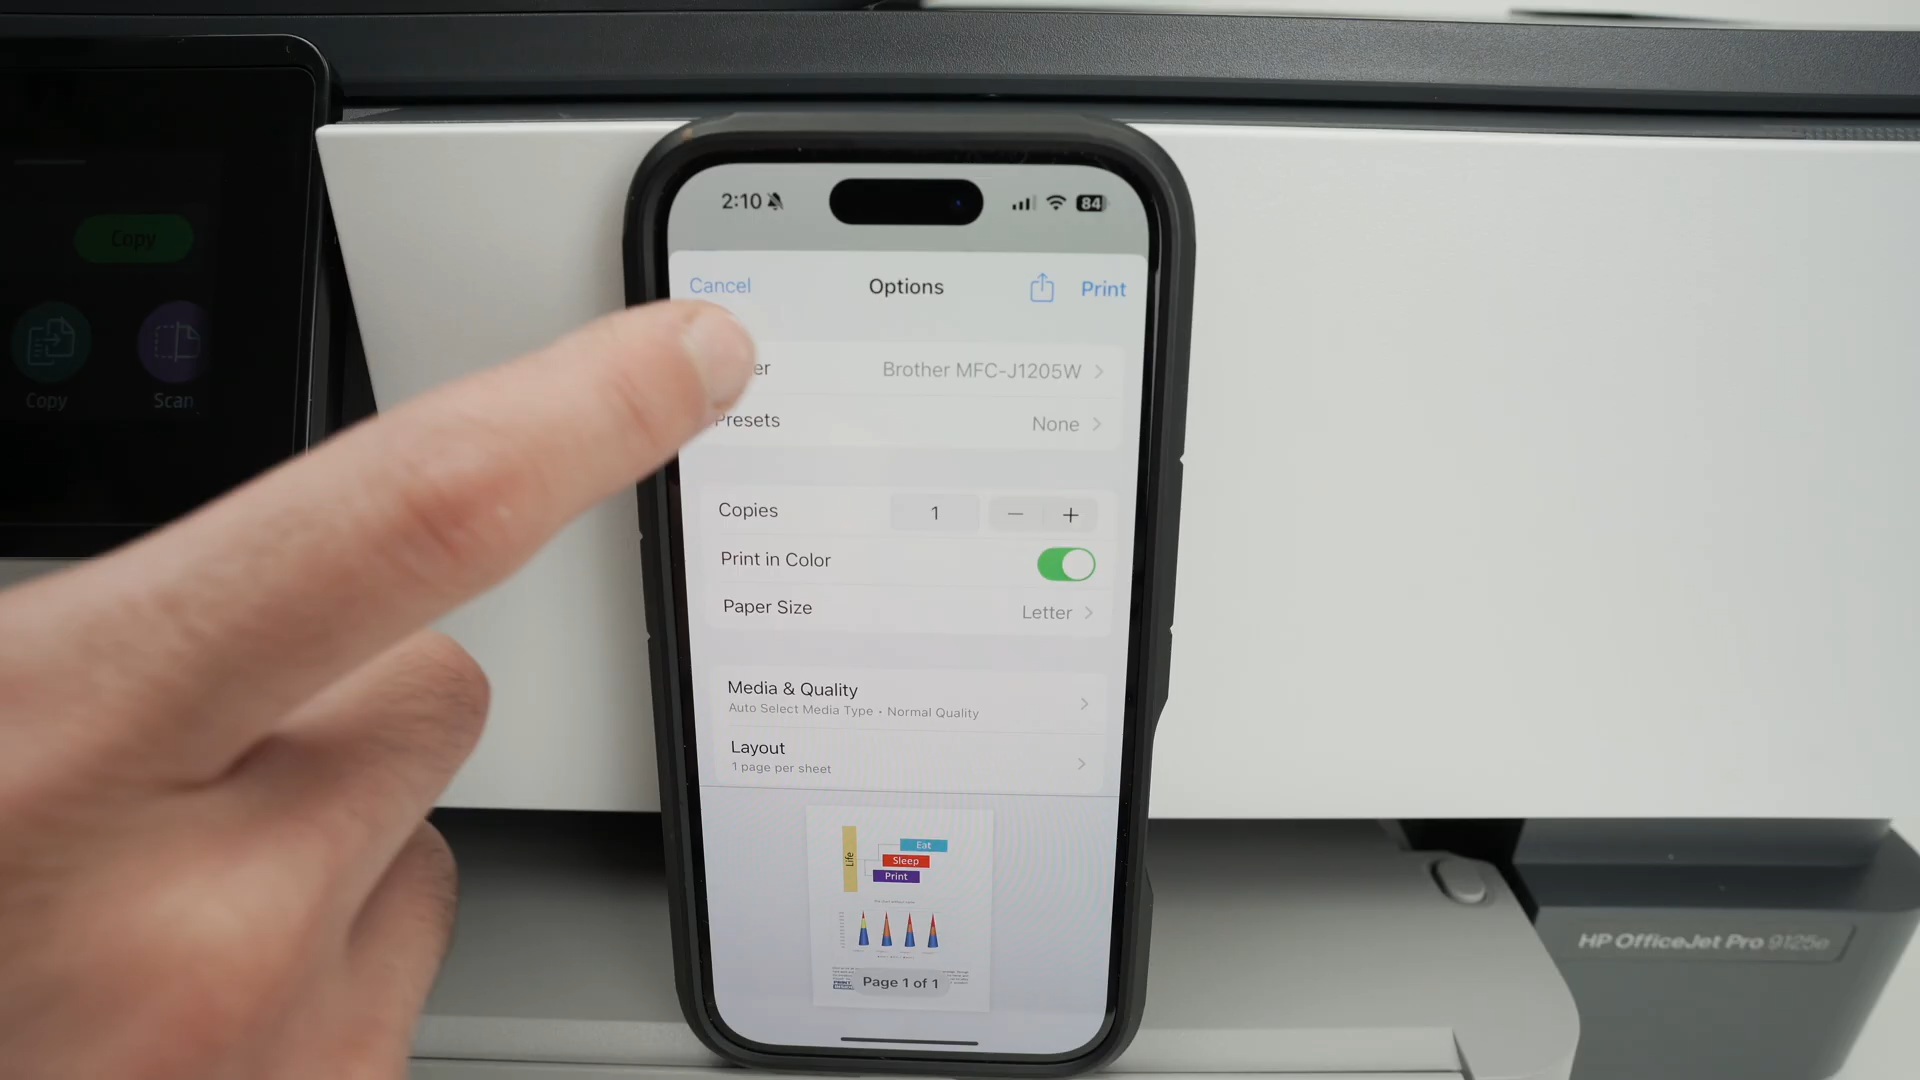 2:10 84
Cancel Options Print
er Brother MFC-J1205W
Presets None
Copies 1 − +
Print in Color
Paper Size Letter
Media & Quality
Auto Select Media Type • Normal Quality
Layout
1 page per sheet
Life
Eat
Sleep
Print
Page 1 of 1
Copy
Copy Scan
HP OfficeJet Pro 9125e